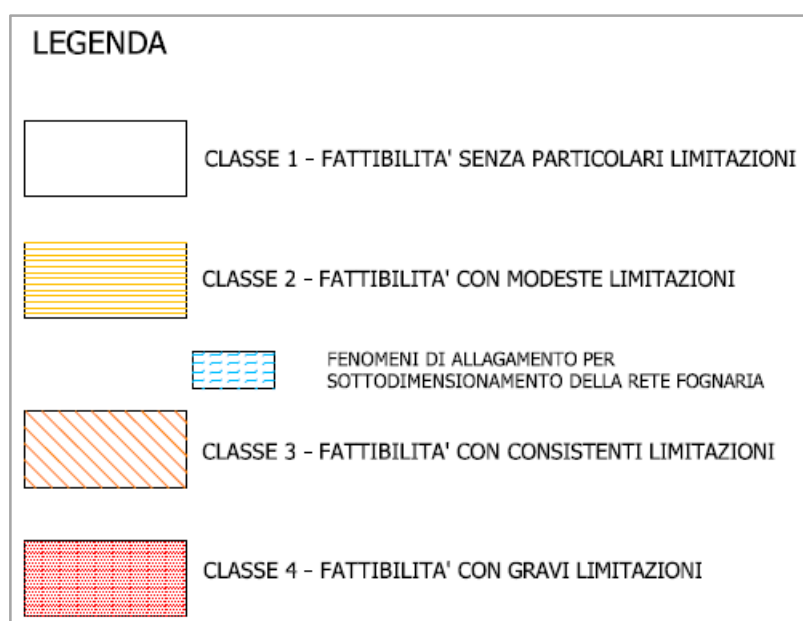 LEGENDA
CLASSE 1 - FATTIBILITA' SENZA PARTICOLARI LIMITAZIONI
CLASSE 2 - FATTIBILITA' CON MODESTE LIMITAZIONI
FENOMENI DI ALLAGAMENTO PER
SOTTODIMENSIONAMENTO DELLA RETE FOGNARIA
CLASSE 3 - FATTIBILITA' CON CONSISTENTI LIMITAZIONI
CLASSE 4 - FATTIBILITA' CON GRAVI LIMITAZIONI